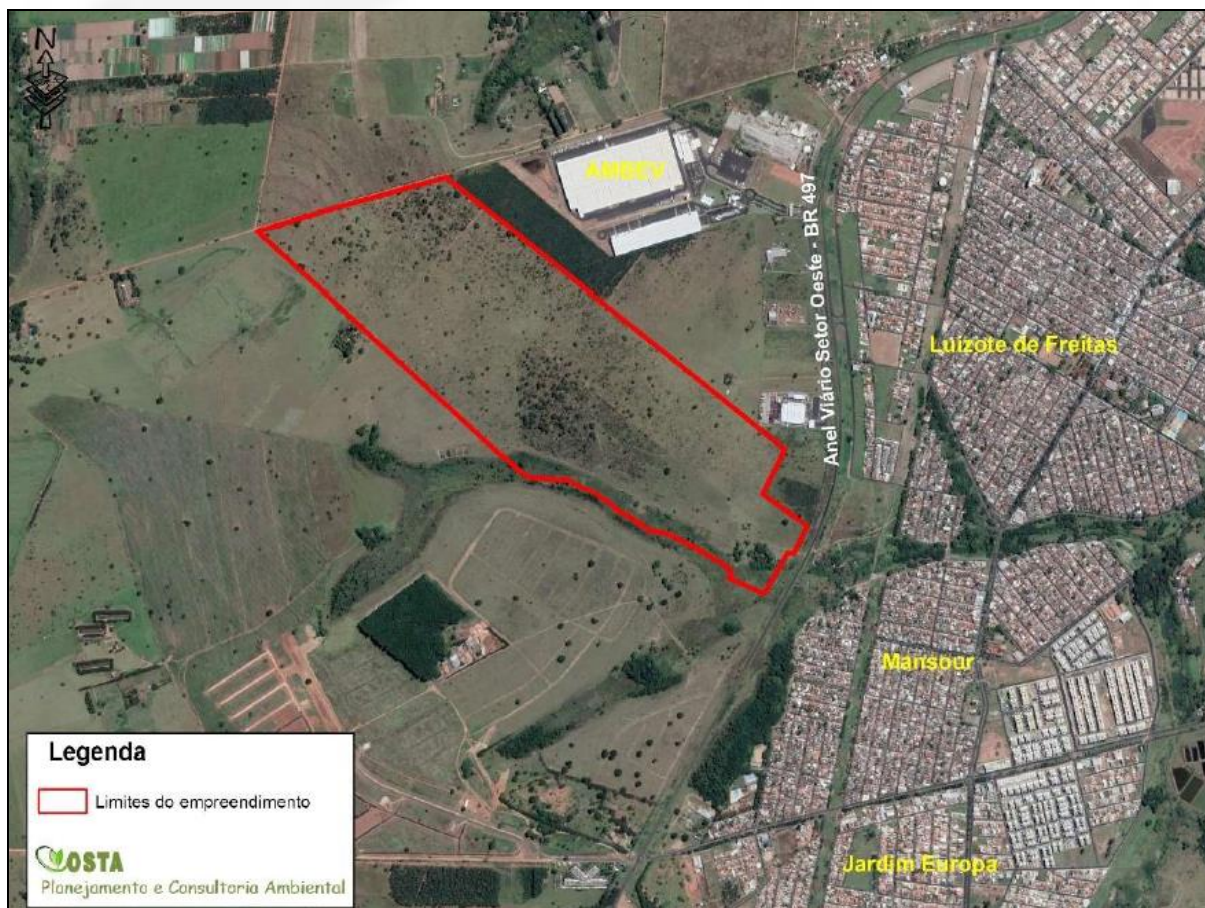 N
AMBEV
Anel Viário Setor Oeste - BR 497
Luizote de Freitas
Mansour
Jardim Europa
Legenda
Limites do empreendimento
COSTA
Planejamento e Consultoria Ambiental